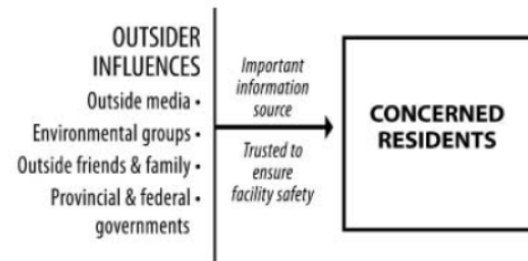 OUTSIDER
INFLUENCES
Outside media •
Environmental groups •
Outside friends & family •
Provincial & federal •
governments
Important
information
source
Trusted to
ensure
facility safety
CONCERNED
RESIDENTS